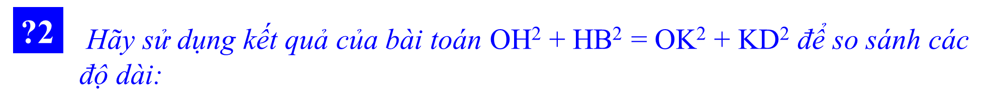 ?2 Hãy sử dụng kết quả của bài toán OH² + HB² = OK² + KD² để so sánh các
độ dài: